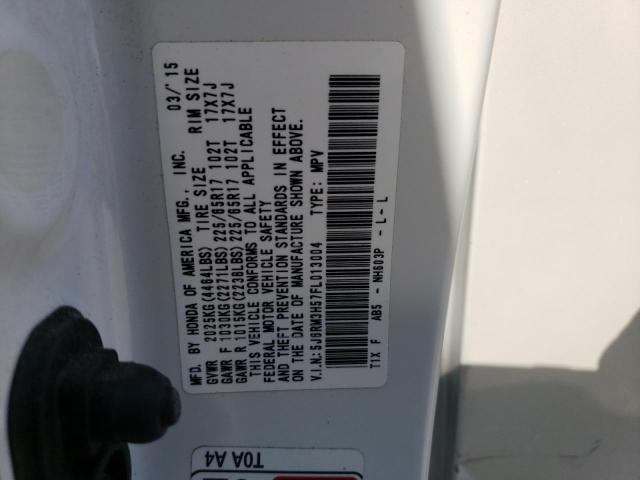 MFD. BY HONDA OF AMERICA MFG., INC. 03/'15
GVWR 2025KG(4464LBS) TIRE SIZE RIM SIZE
GAWR F 1030KG(2271LBS) 225/65R17 102T 17X7J
GAWR R 1015KG(2238LBS) 225/65R17 102T 17X7J
THIS VEHICLE CONFORMS TO ALL APPLICABLE
FEDERAL MOTOR VEHICLE SAFETY
AND THEFT PREVENTION STANDARDS IN EFFECT
ON THE DATE OF MANUFACTURE SHOWN ABOVE.
V.I.N:5J6RM3H57FL013004 TYPE: MPV
T1X F AB5 - NH603P - L - L
T0A A4